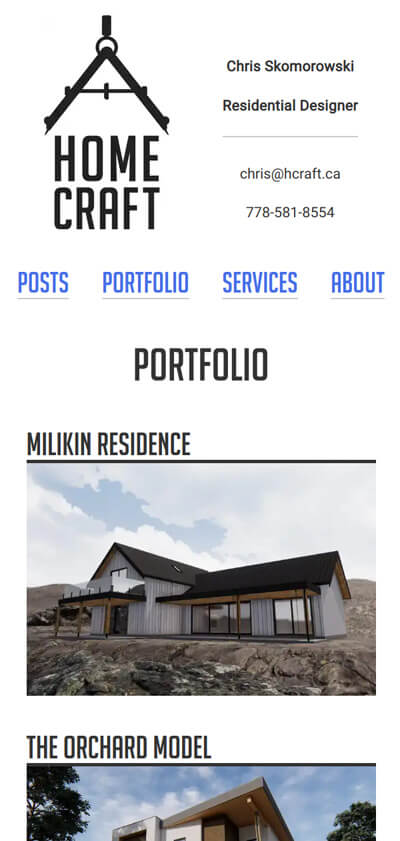 HOME
CRAFT
Chris Skomorowski
Residential Designer
chris@hcraft.ca
778-581-8554
POSTS PORTFOLIO SERVICES ABOUT
PORTFOLIO
MILIKIN RESIDENCE
THE ORCHARD MODEL